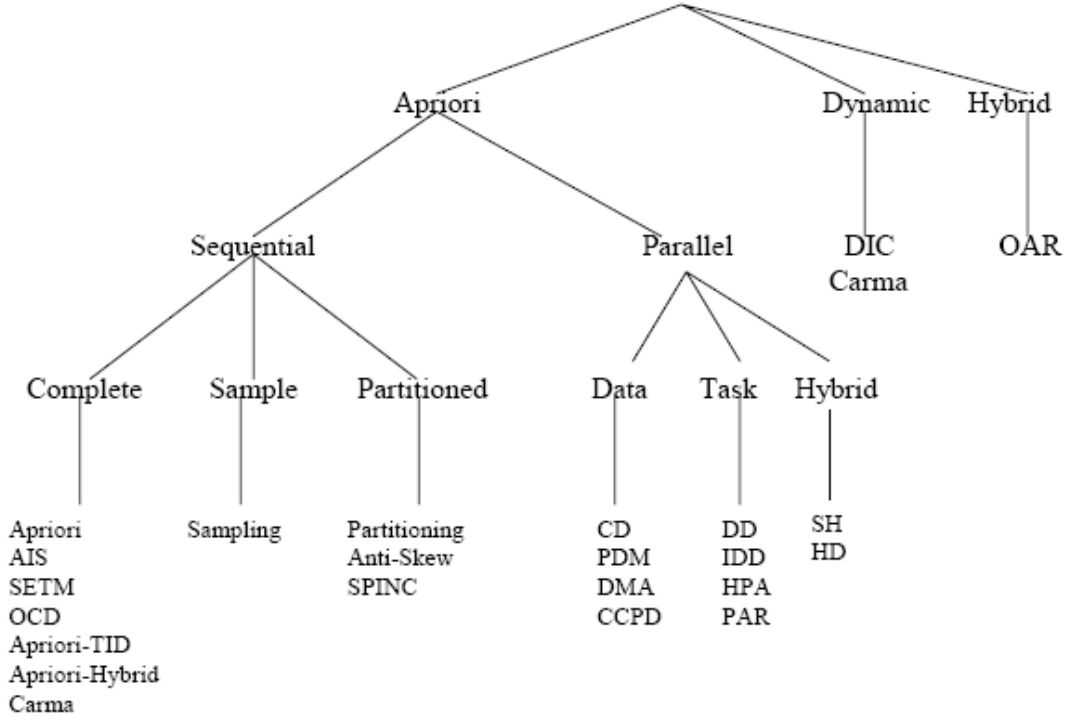 Apriori
Dynamic
Hybrid
Sequential
Parallel
DIC
Carma
OAR
Complete
Sample
Partitioned
Data
Task
Hybrid
Apriori
AIS
SETM
OCD
Apriori-TID
Apriori-Hybrid
Carma
Sampling
Partitioning
Anti-Skew
SPINC
CD
PDM
DMA
CCPD
DD
IDD
HPA
PAR
SH
HD